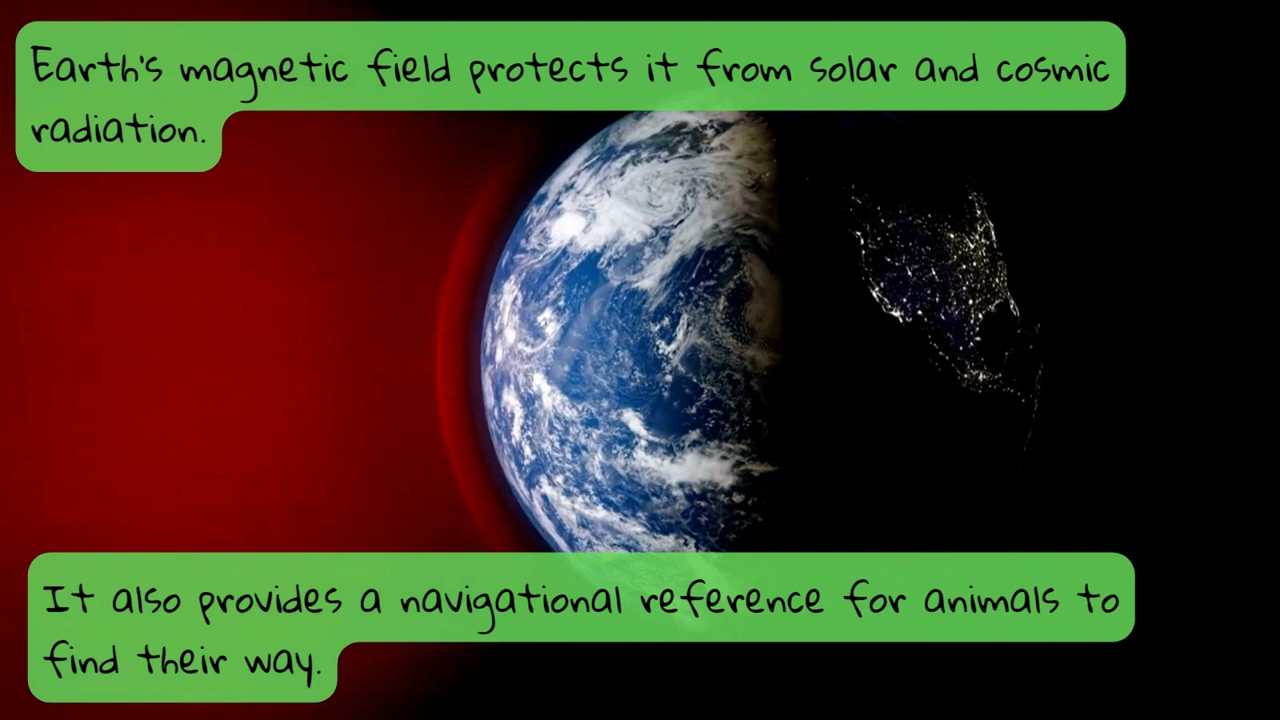 Earth's magnetic field protects it from solar and cosmic
radiation.
It also provides a navigational reference for animals to
find their way.